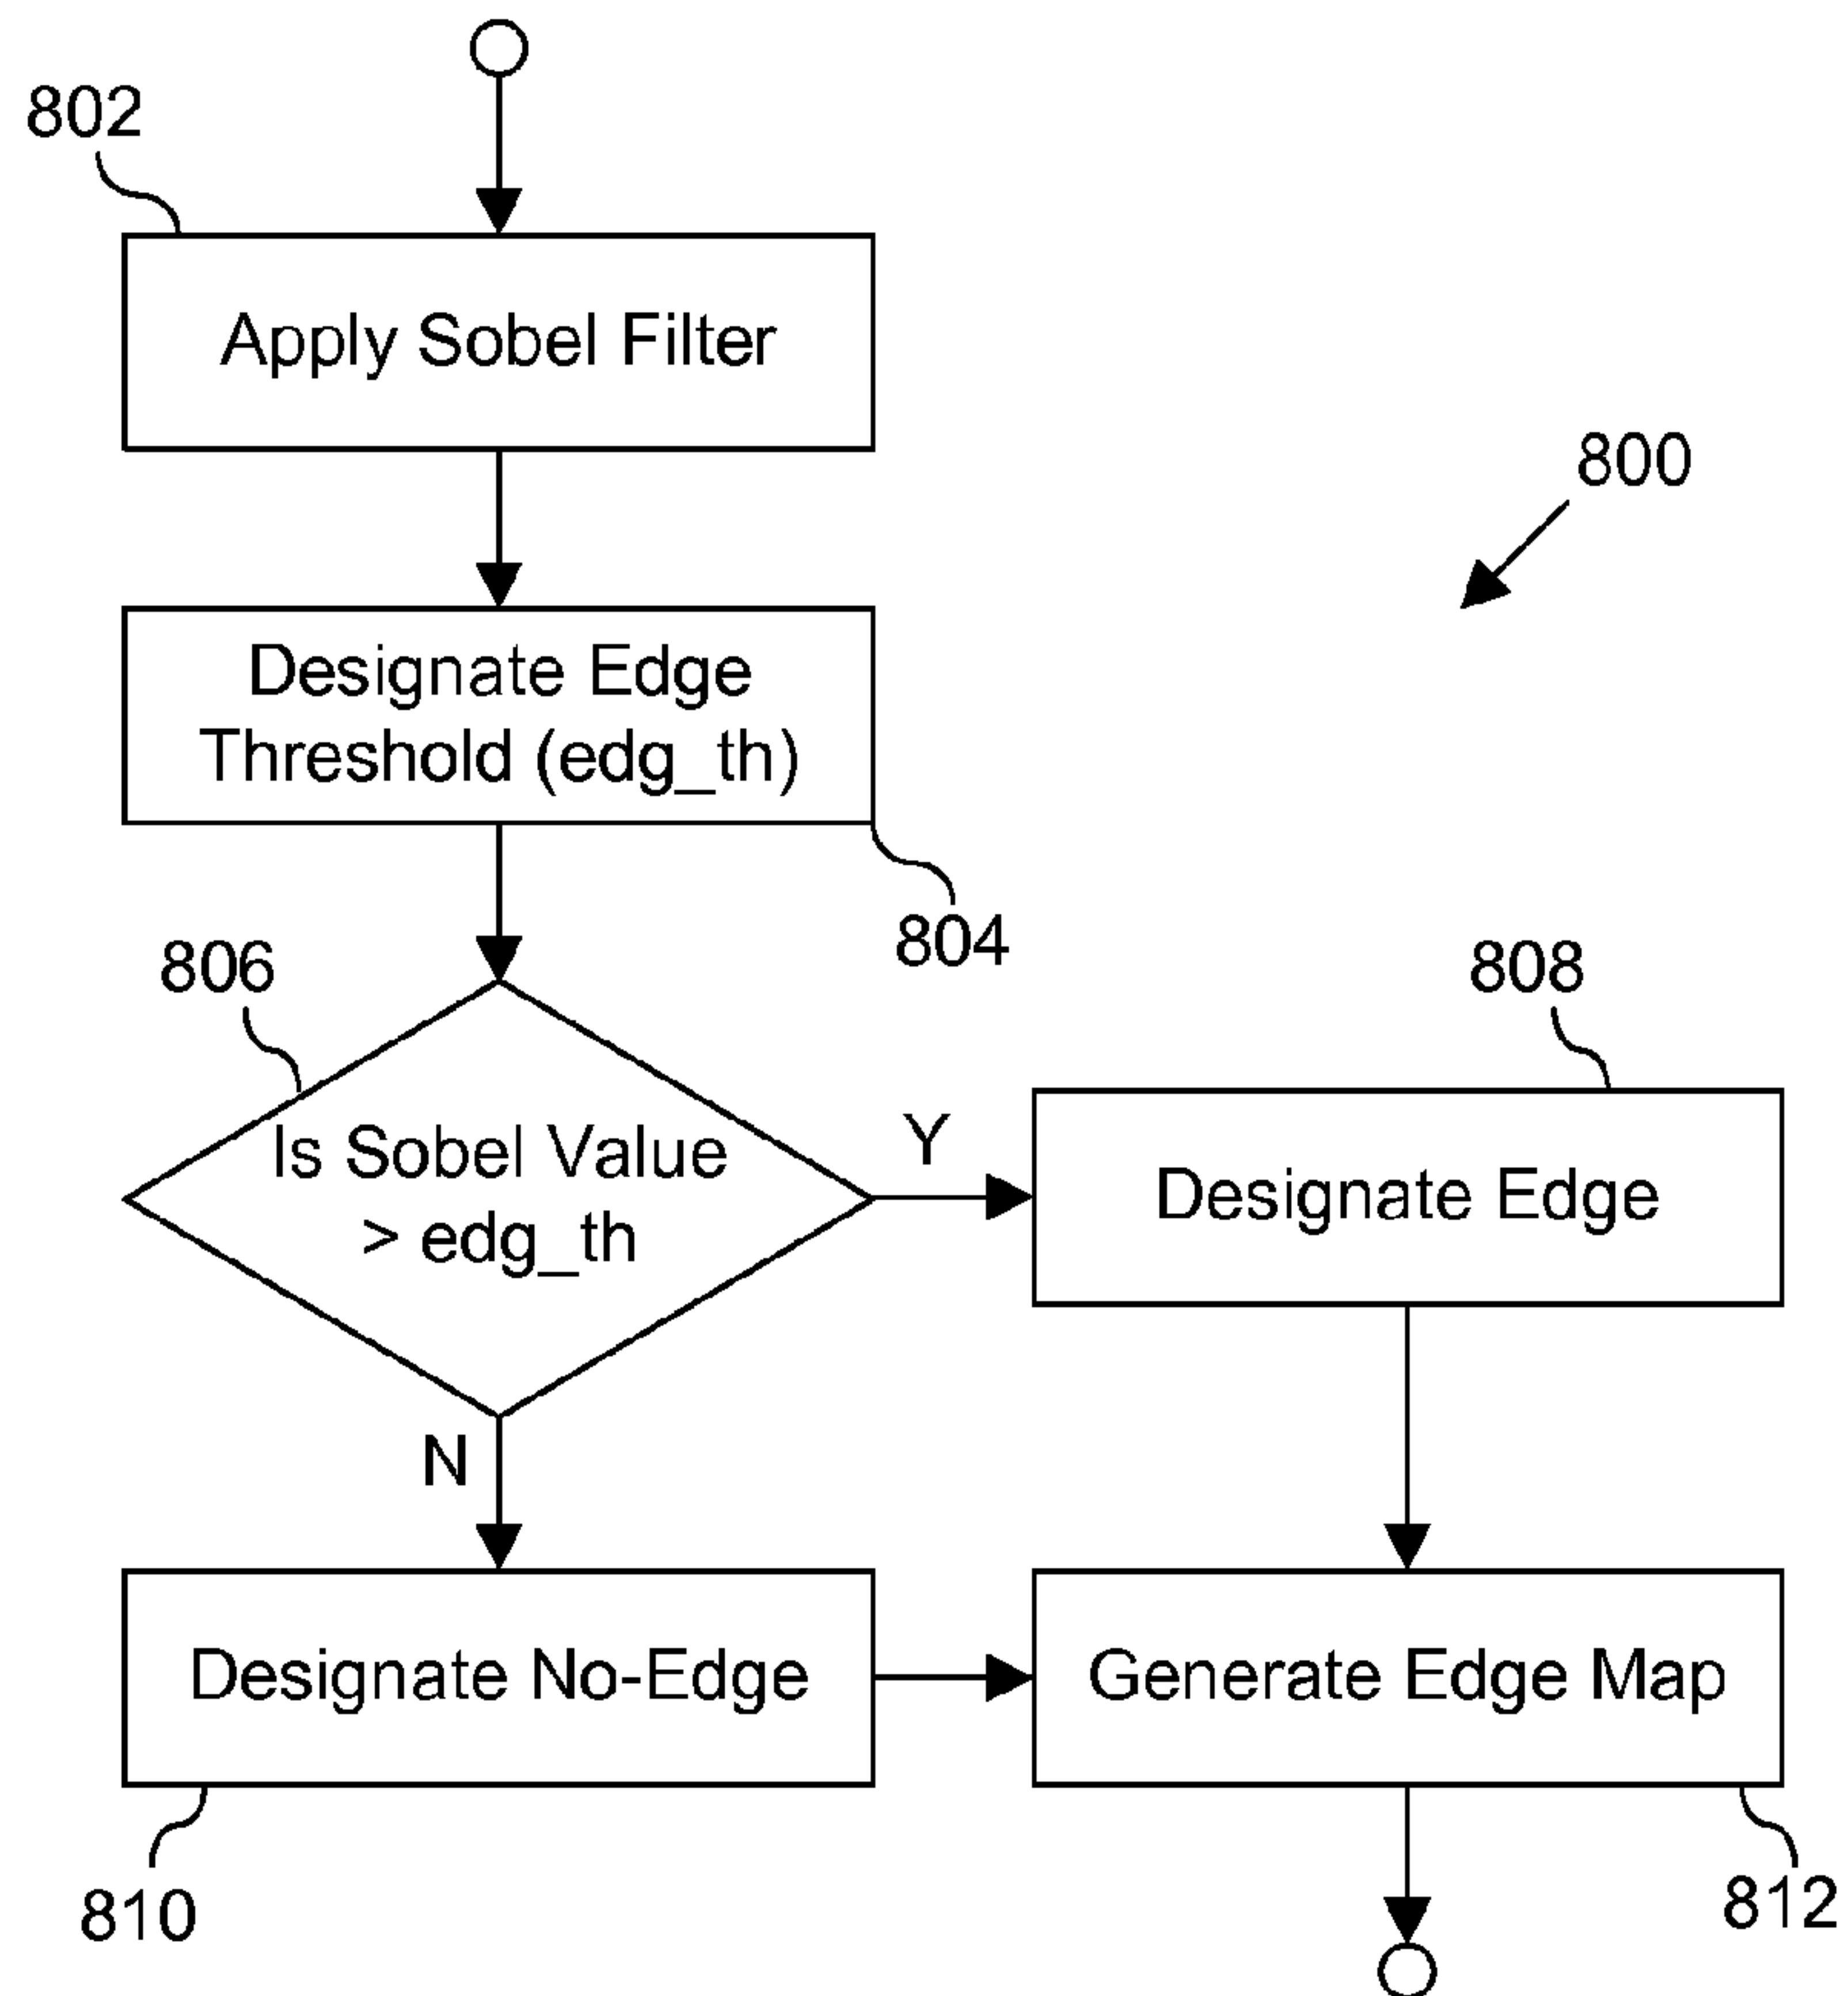 802
Apply Sobel Filter
800
Designate Edge
Threshold (edg_th)
804
806
808
Is Sobel Value
> edg_th
Y
Designate Edge
N
Designate No-Edge
Generate Edge Map
810
812